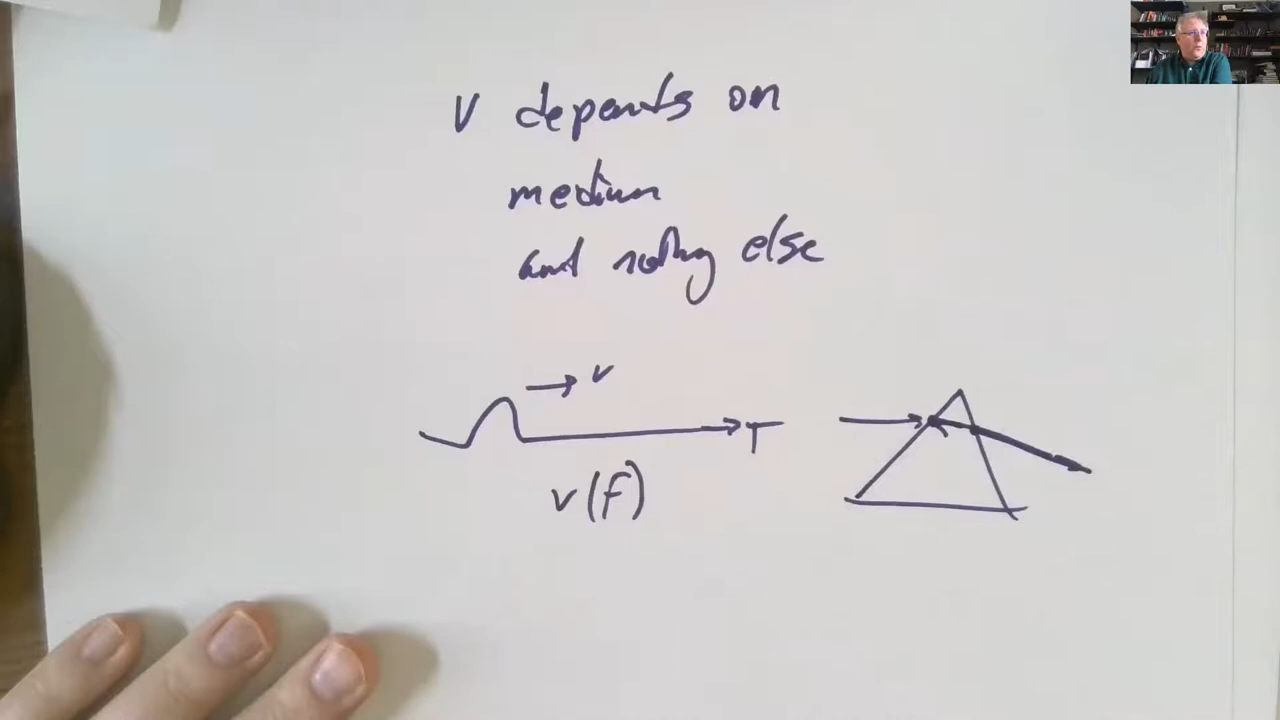 V depends on
medium
and nothing else
v
T
v(f)